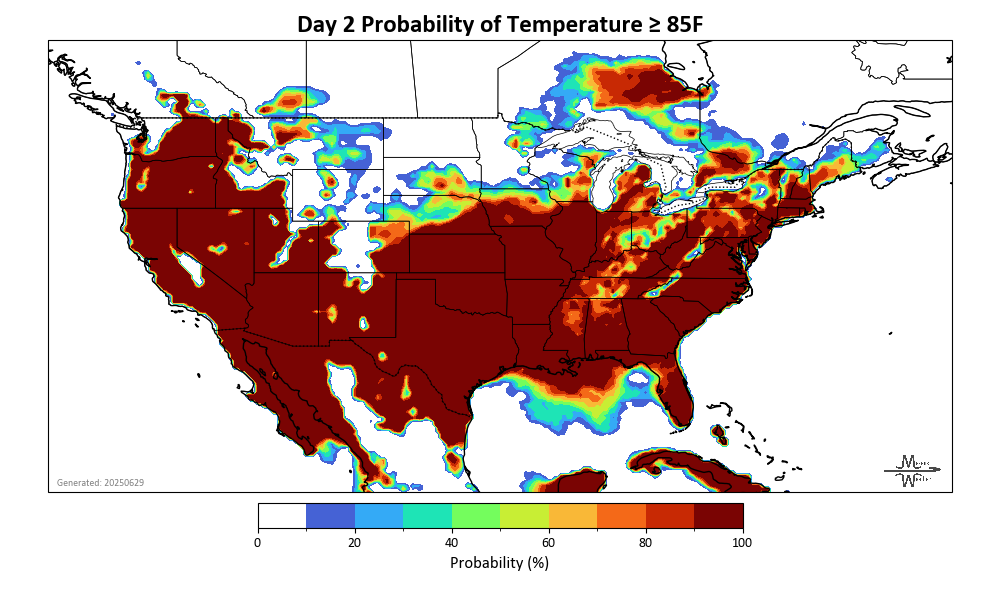 Day 2 Probability of Temperature ≥ 85F
Generated: 20250629
0 20 40 60 80 100
Probability (%)